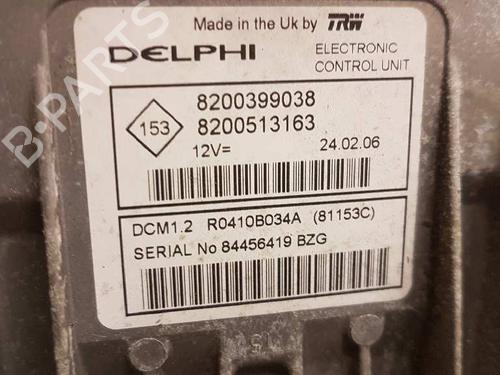 Made in the Uk by TRW
DELPHI
ELECTRONIC
CONTROL UNIT
153
8200399038
8200513163
12V=
24.02.06
DCM1.2 R0410B034A (81153C)
SERIAL No 84456419 BZG
B-PARTS